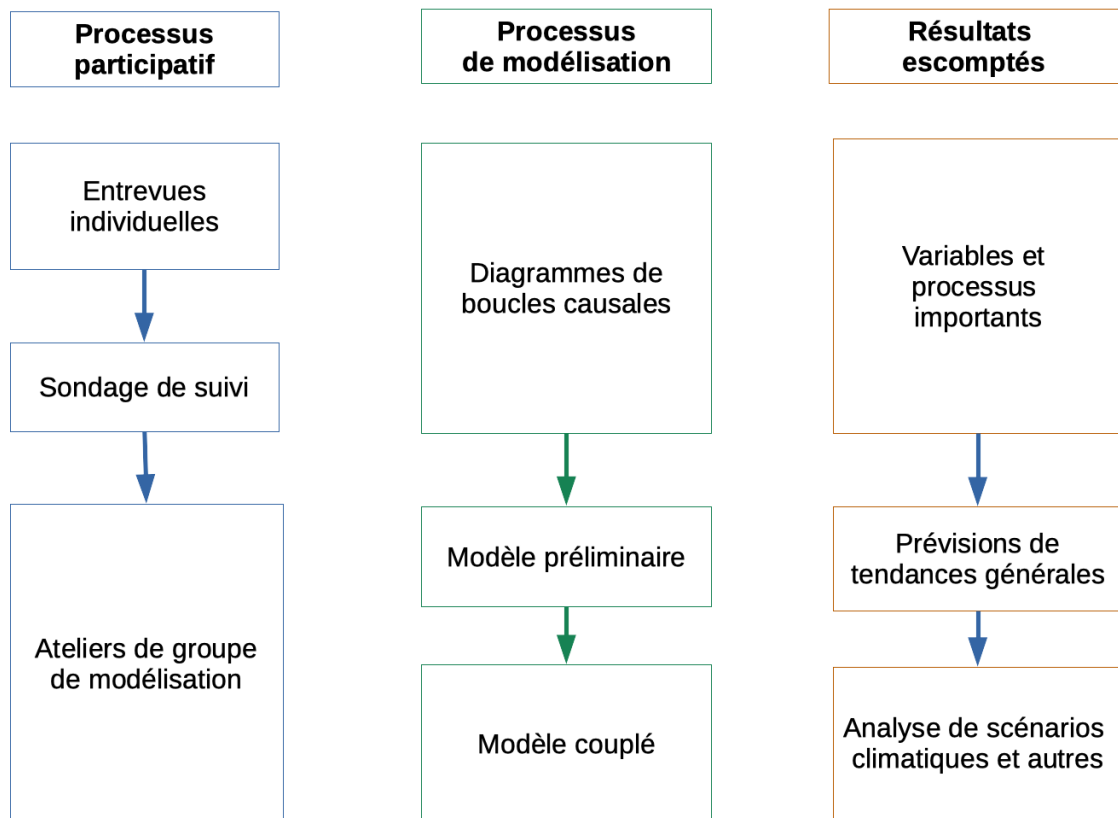 Processus
participatif
Processus
de modélisation
Résultats
escomptés
Entrevues
individuelles
Sondage de suivi
Ateliers de groupe
de modélisation
Diagrammes de
boucles causales
Modèle préliminaire
Modèle couplé
Variables et
processus
importants
Prévisions de
tendances générales
Analyse de scénarios
climatiques et autres